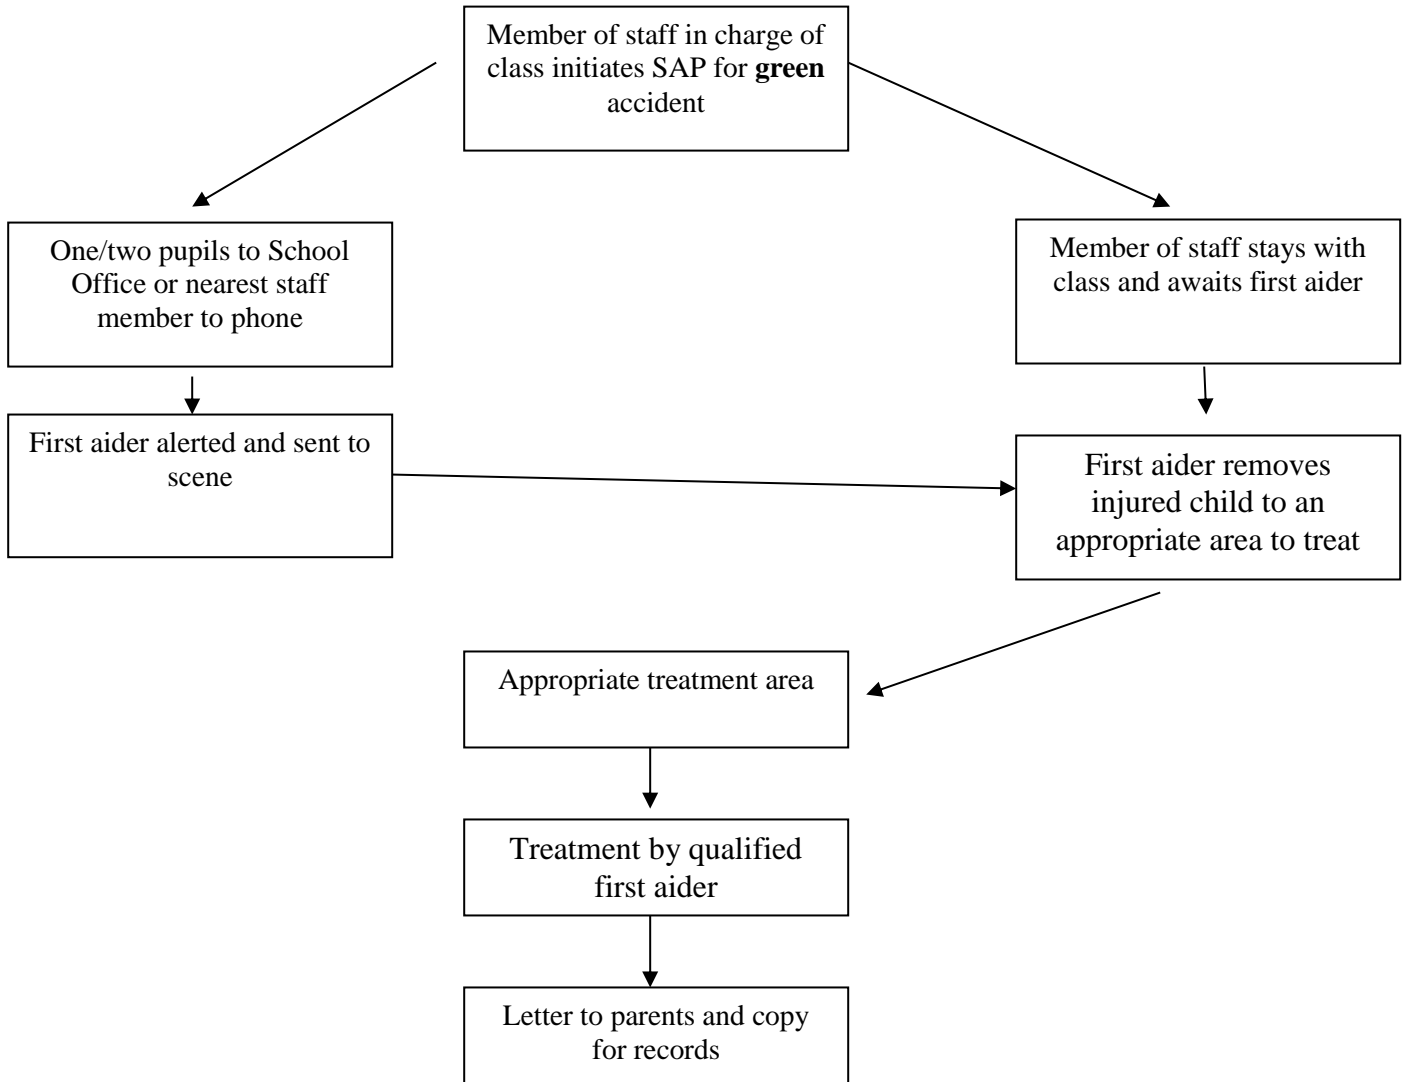 Member of staff in charge of
class initiates SAP for green
accident
One/two pupils to School
Office or nearest staff
member to phone
Member of staff stays with
class and awaits first aider
First aider alerted and sent to
scene
First aider removes
injured child to an
appropriate area to treat
Appropriate treatment area
Treatment by qualified
first aider
Letter to parents and copy
for records